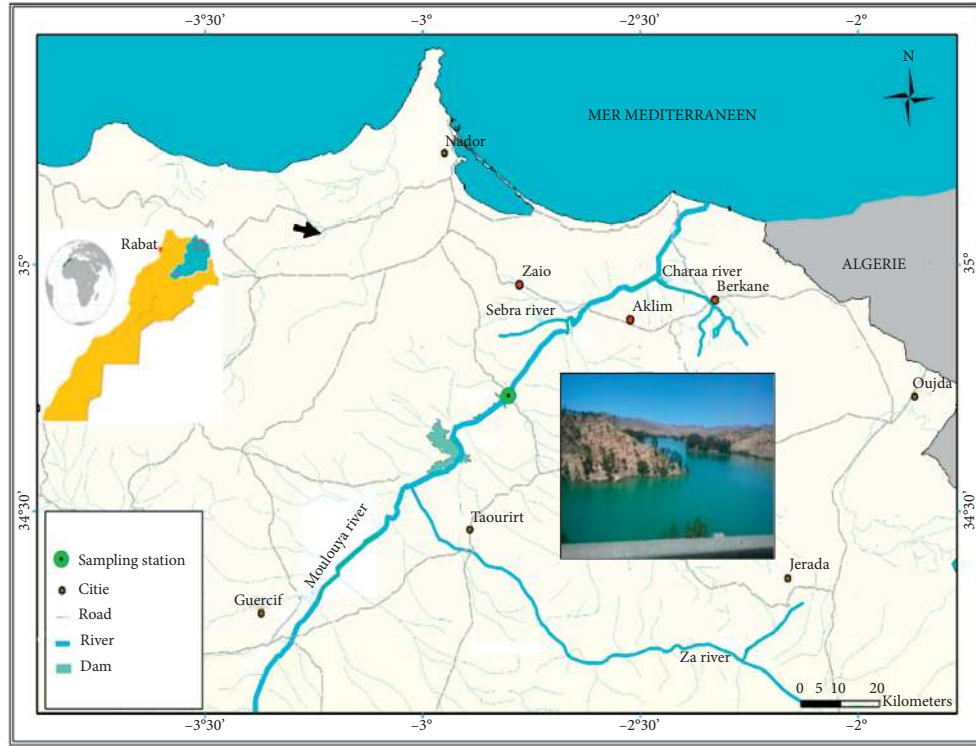 –3°30′
–3°
–2°30′
–2°
N
MER MEDITERRANEEN
Nador
Rabat
35°
35°
Zaio
Charaa river
ALGERIE
Berkane
Sebra river
Aklim
Oujda
34°30′
34°30′
Taourirt
Moulouya river
Jerada
Guercif
Za river
Sampling station
Citie
Road
River
Dam
0 5 10 20
Kilometers
–3°30′
–3°
–2°30′
–2°